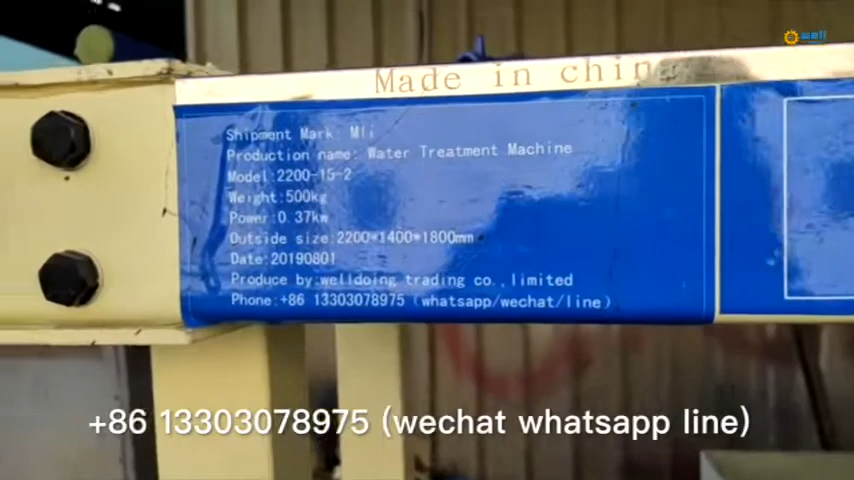 well
Made in china
Shipment Mark: Mli
Production name: Water Treatment Machine
Model:2200-15-2
Weight:500kg
Power:0.37kw
Outside size:2200*1400*1800mm
Date:20190801
Produce by:welldoing trading co.,limited
Phone:+86 13303078975 (whatsapp/wechat/line)
+86 13303078975 (wechat whatsapp line)